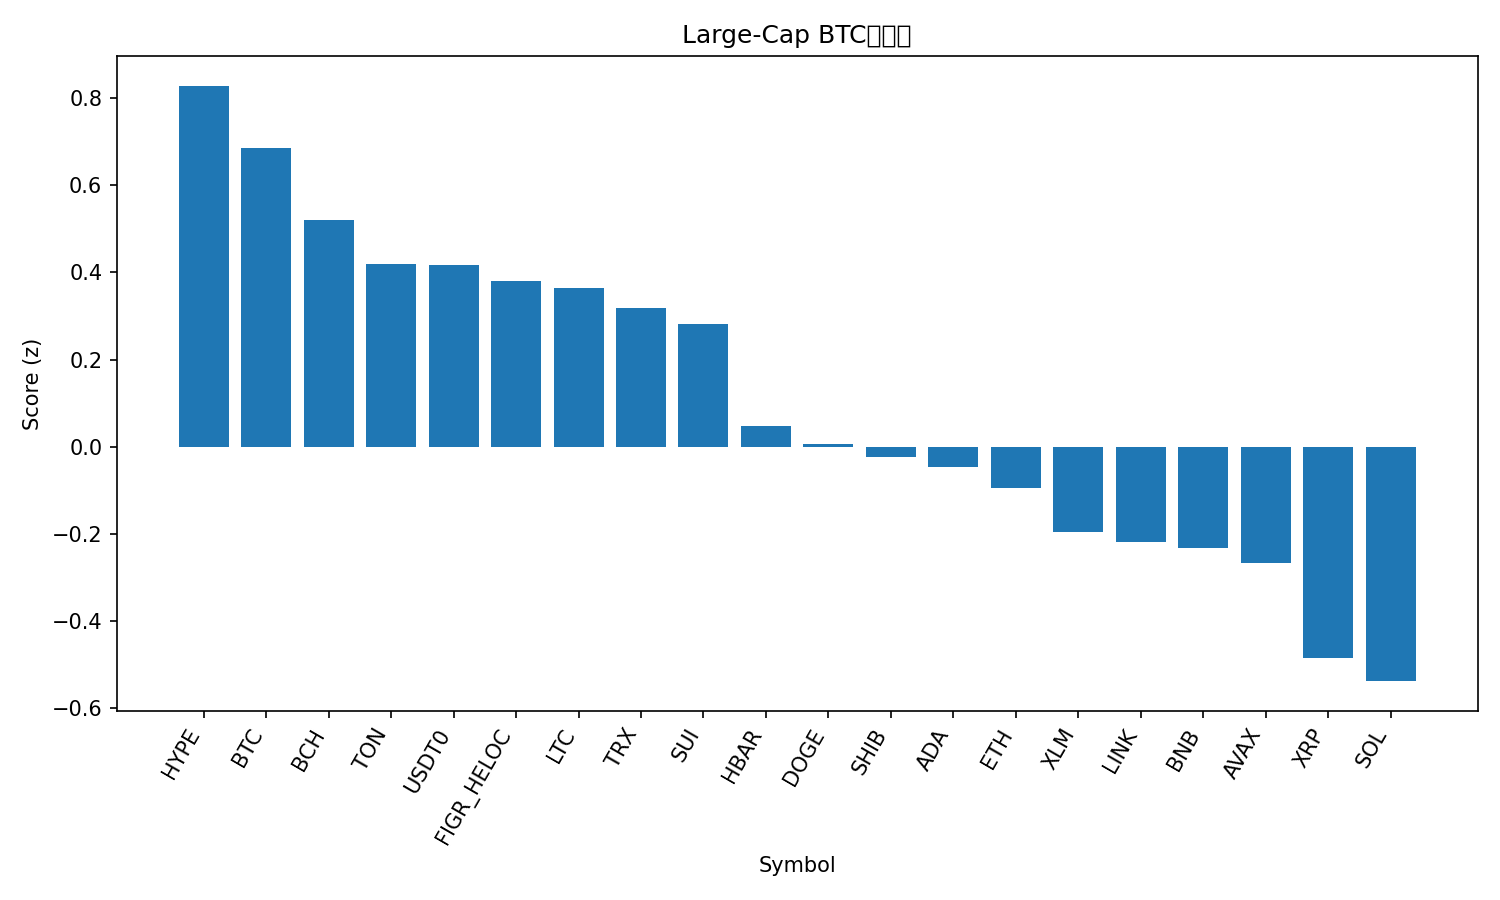 Large-Cap BTC
0.8
0.6
0.4
0.2
0.0
−0.2
−0.4
−0.6
Score (z)
HYPE
BTC
BCH
TON
USDT0
FIGR_HELOC
LTC
TRX
SUI
HBAR
DOGE
SHIB
ADA
ETH
XLM
LINK
BNB
AVAX
XRP
SOL
Symbol